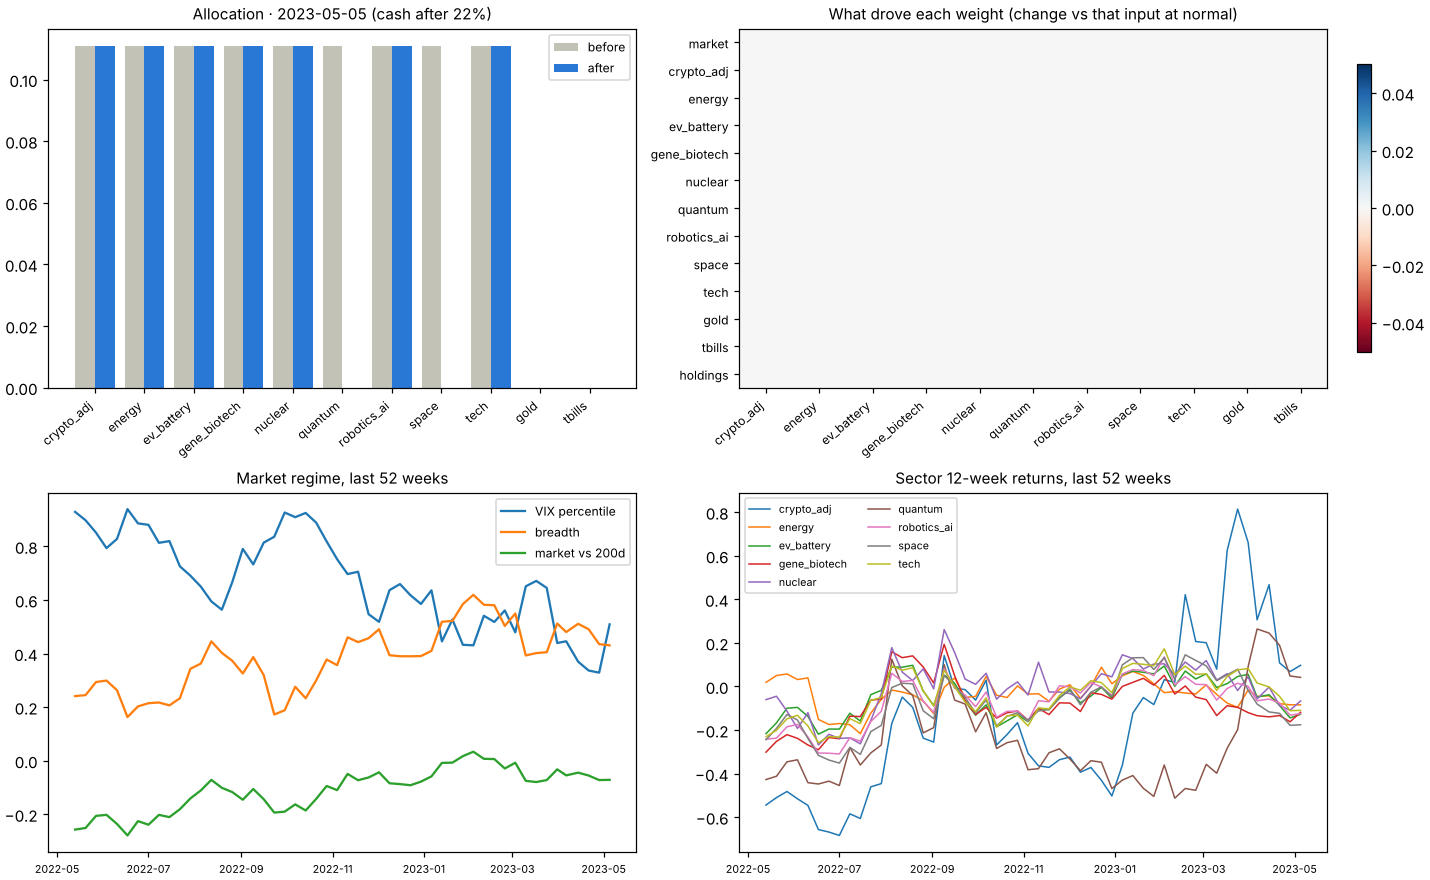 Allocation · 2023-05-05 (cash after 22%)
before
after
0.10
0.08
0.06
0.04
0.02
0.00
crypto_adj
energy
ev_battery
gene_biotech
nuclear
quantum
robotics_ai
space
tech
gold
tbills
What drove each weight (change vs that input at normal)
market
crypto_adj
energy
ev_battery
gene_biotech
nuclear
quantum
robotics_ai
space
tech
gold
tbills
holdings
crypto_adj
energy
ev_battery
gene_biotech
nuclear
quantum
robotics_ai
space
tech
gold
tbills
0.04
0.02
0.00
−0.02
−0.04
Market regime, last 52 weeks
VIX percentile
breadth
market vs 200d
0.8
0.6
0.4
0.2
0.0
−0.2
2022-05
2022-07
2022-09
2022-11
2023-01
2023-03
2023-05
Sector 12-week returns, last 52 weeks
crypto_adj
energy
ev_battery
gene_biotech
nuclear
quantum
robotics_ai
space
tech
0.8
0.6
0.4
0.2
0.0
−0.2
−0.4
−0.6
2022-05
2022-07
2022-09
2022-11
2023-01
2023-03
2023-05